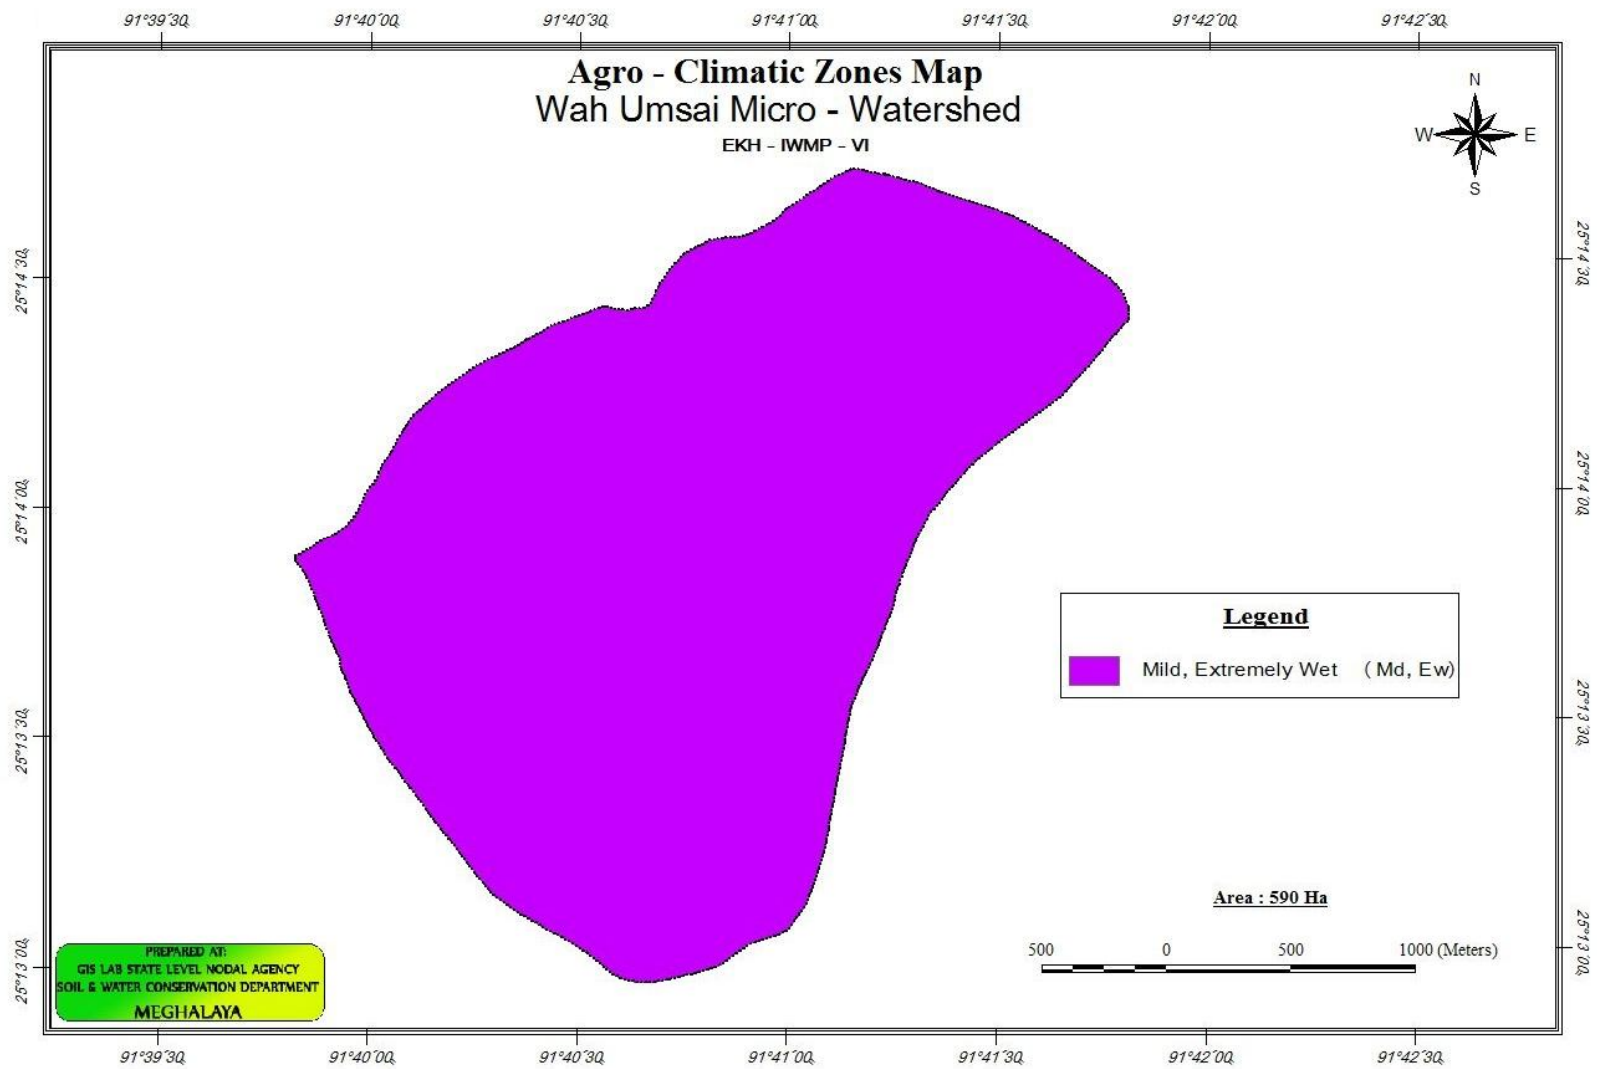 91°39'30" 91°40'00" 91°40'30" 91°41'00" 91°41'30" 91°42'00" 91°42'30"
Agro - Climatic Zones Map
Wah Umsai Micro - Watershed
EKH - IWMP - VI
N
W E
S
25°14'30" 25°14'30"
25°14'00" 25°14'00"
Legend
Mild, Extremely Wet ( Md, Ew)
25°13'30" 25°13'30"
Area : 590 Ha
500 0 500 1000 (Meters)
25°13'00" 25°13'00"
PREPARED AT:
GIS LAB STATE LEVEL NODAL AGENCY
SOIL & WATER CONSERVATION DEPARTMENT
MEGHALAYA
91°39'30" 91°40'00" 91°40'30" 91°41'00" 91°41'30" 91°42'00" 91°42'30"